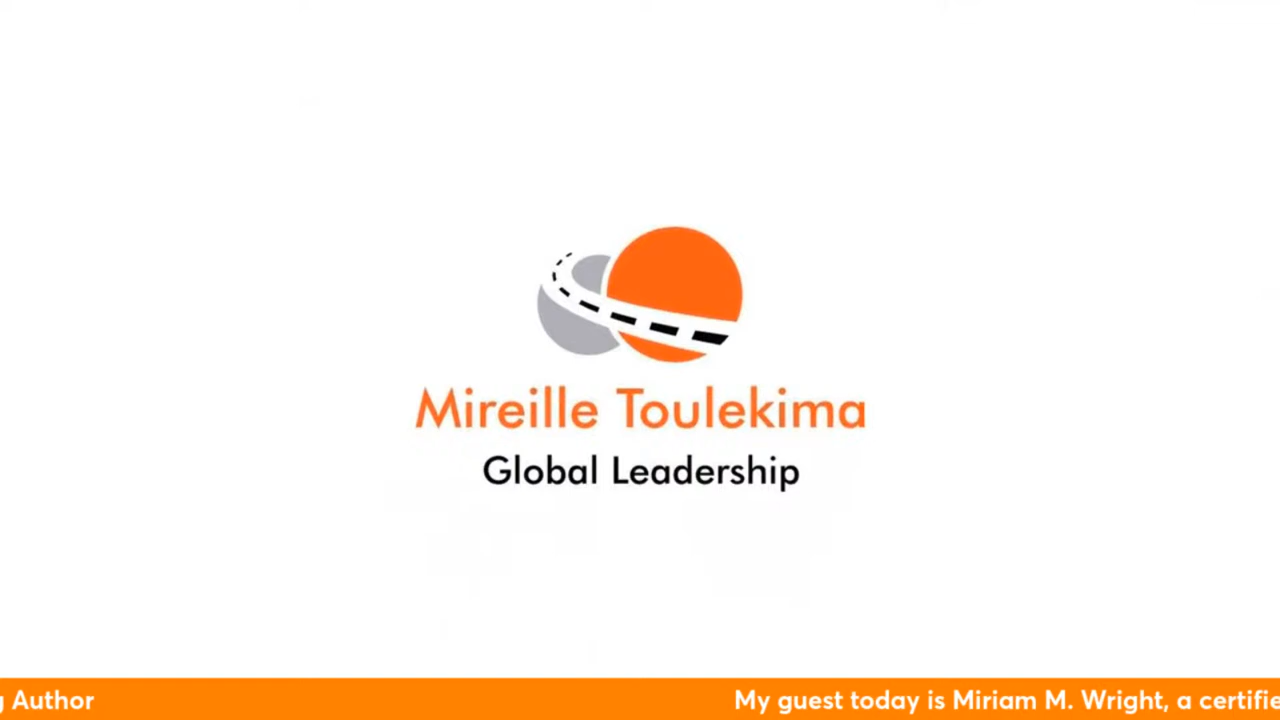 Mireille Toulekima
Global Leadership
Author
My guest today is Miriam M. Wright, a